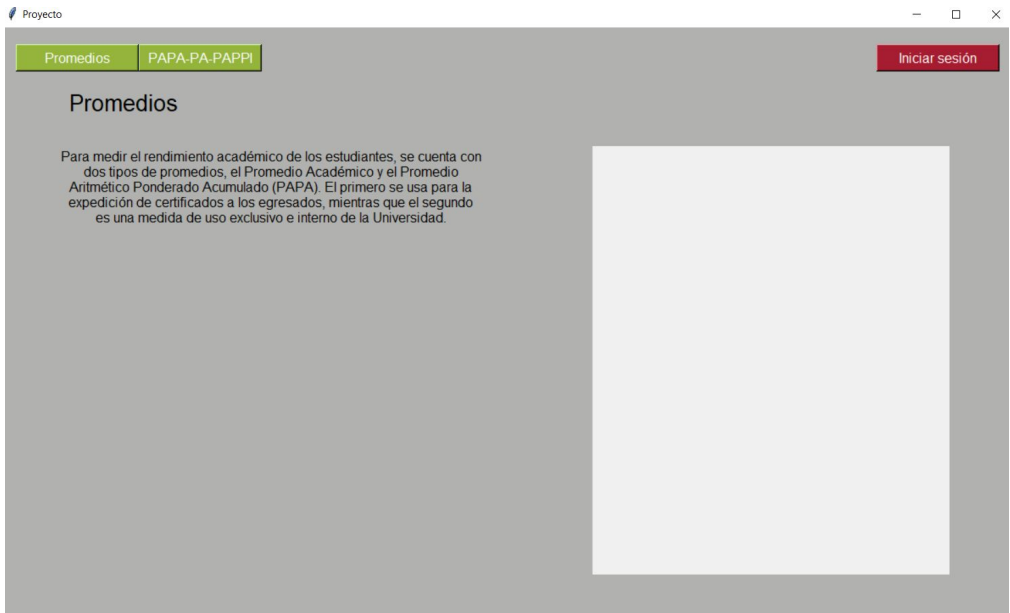 Proyecto
Promedios
PAPA-PA-PAPPI
Iniciar sesión
Promedios
Para medir el rendimiento académico de los estudiantes, se cuenta con
dos tipos de promedios, el Promedio Académico y el Promedio
Aritmético Ponderado Acumulado (PAPA). El primero se usa para la
expedición de certificados a los egresados, mientras que el segundo
es una medida de uso exclusivo e interno de la Universidad.